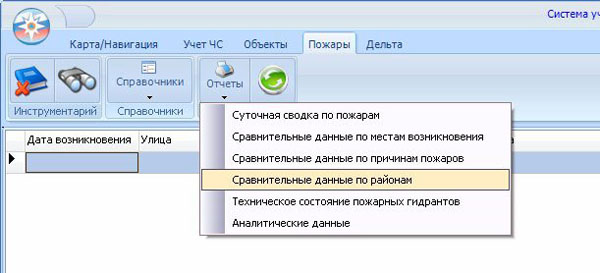 Система уч
Карта/Навигация Учет ЧС Объекты Пожары Дельта
Справочники Отчеты
Инструментарий Справочники
Суточная сводка по пожарам
Дата возникновения Улица Сравнительные данные по местам возникновения а
Сравнительные данные по причинам пожаров
Сравнительные данные по районам
Техническое состояние пожарных гидрантов
Аналитические данные